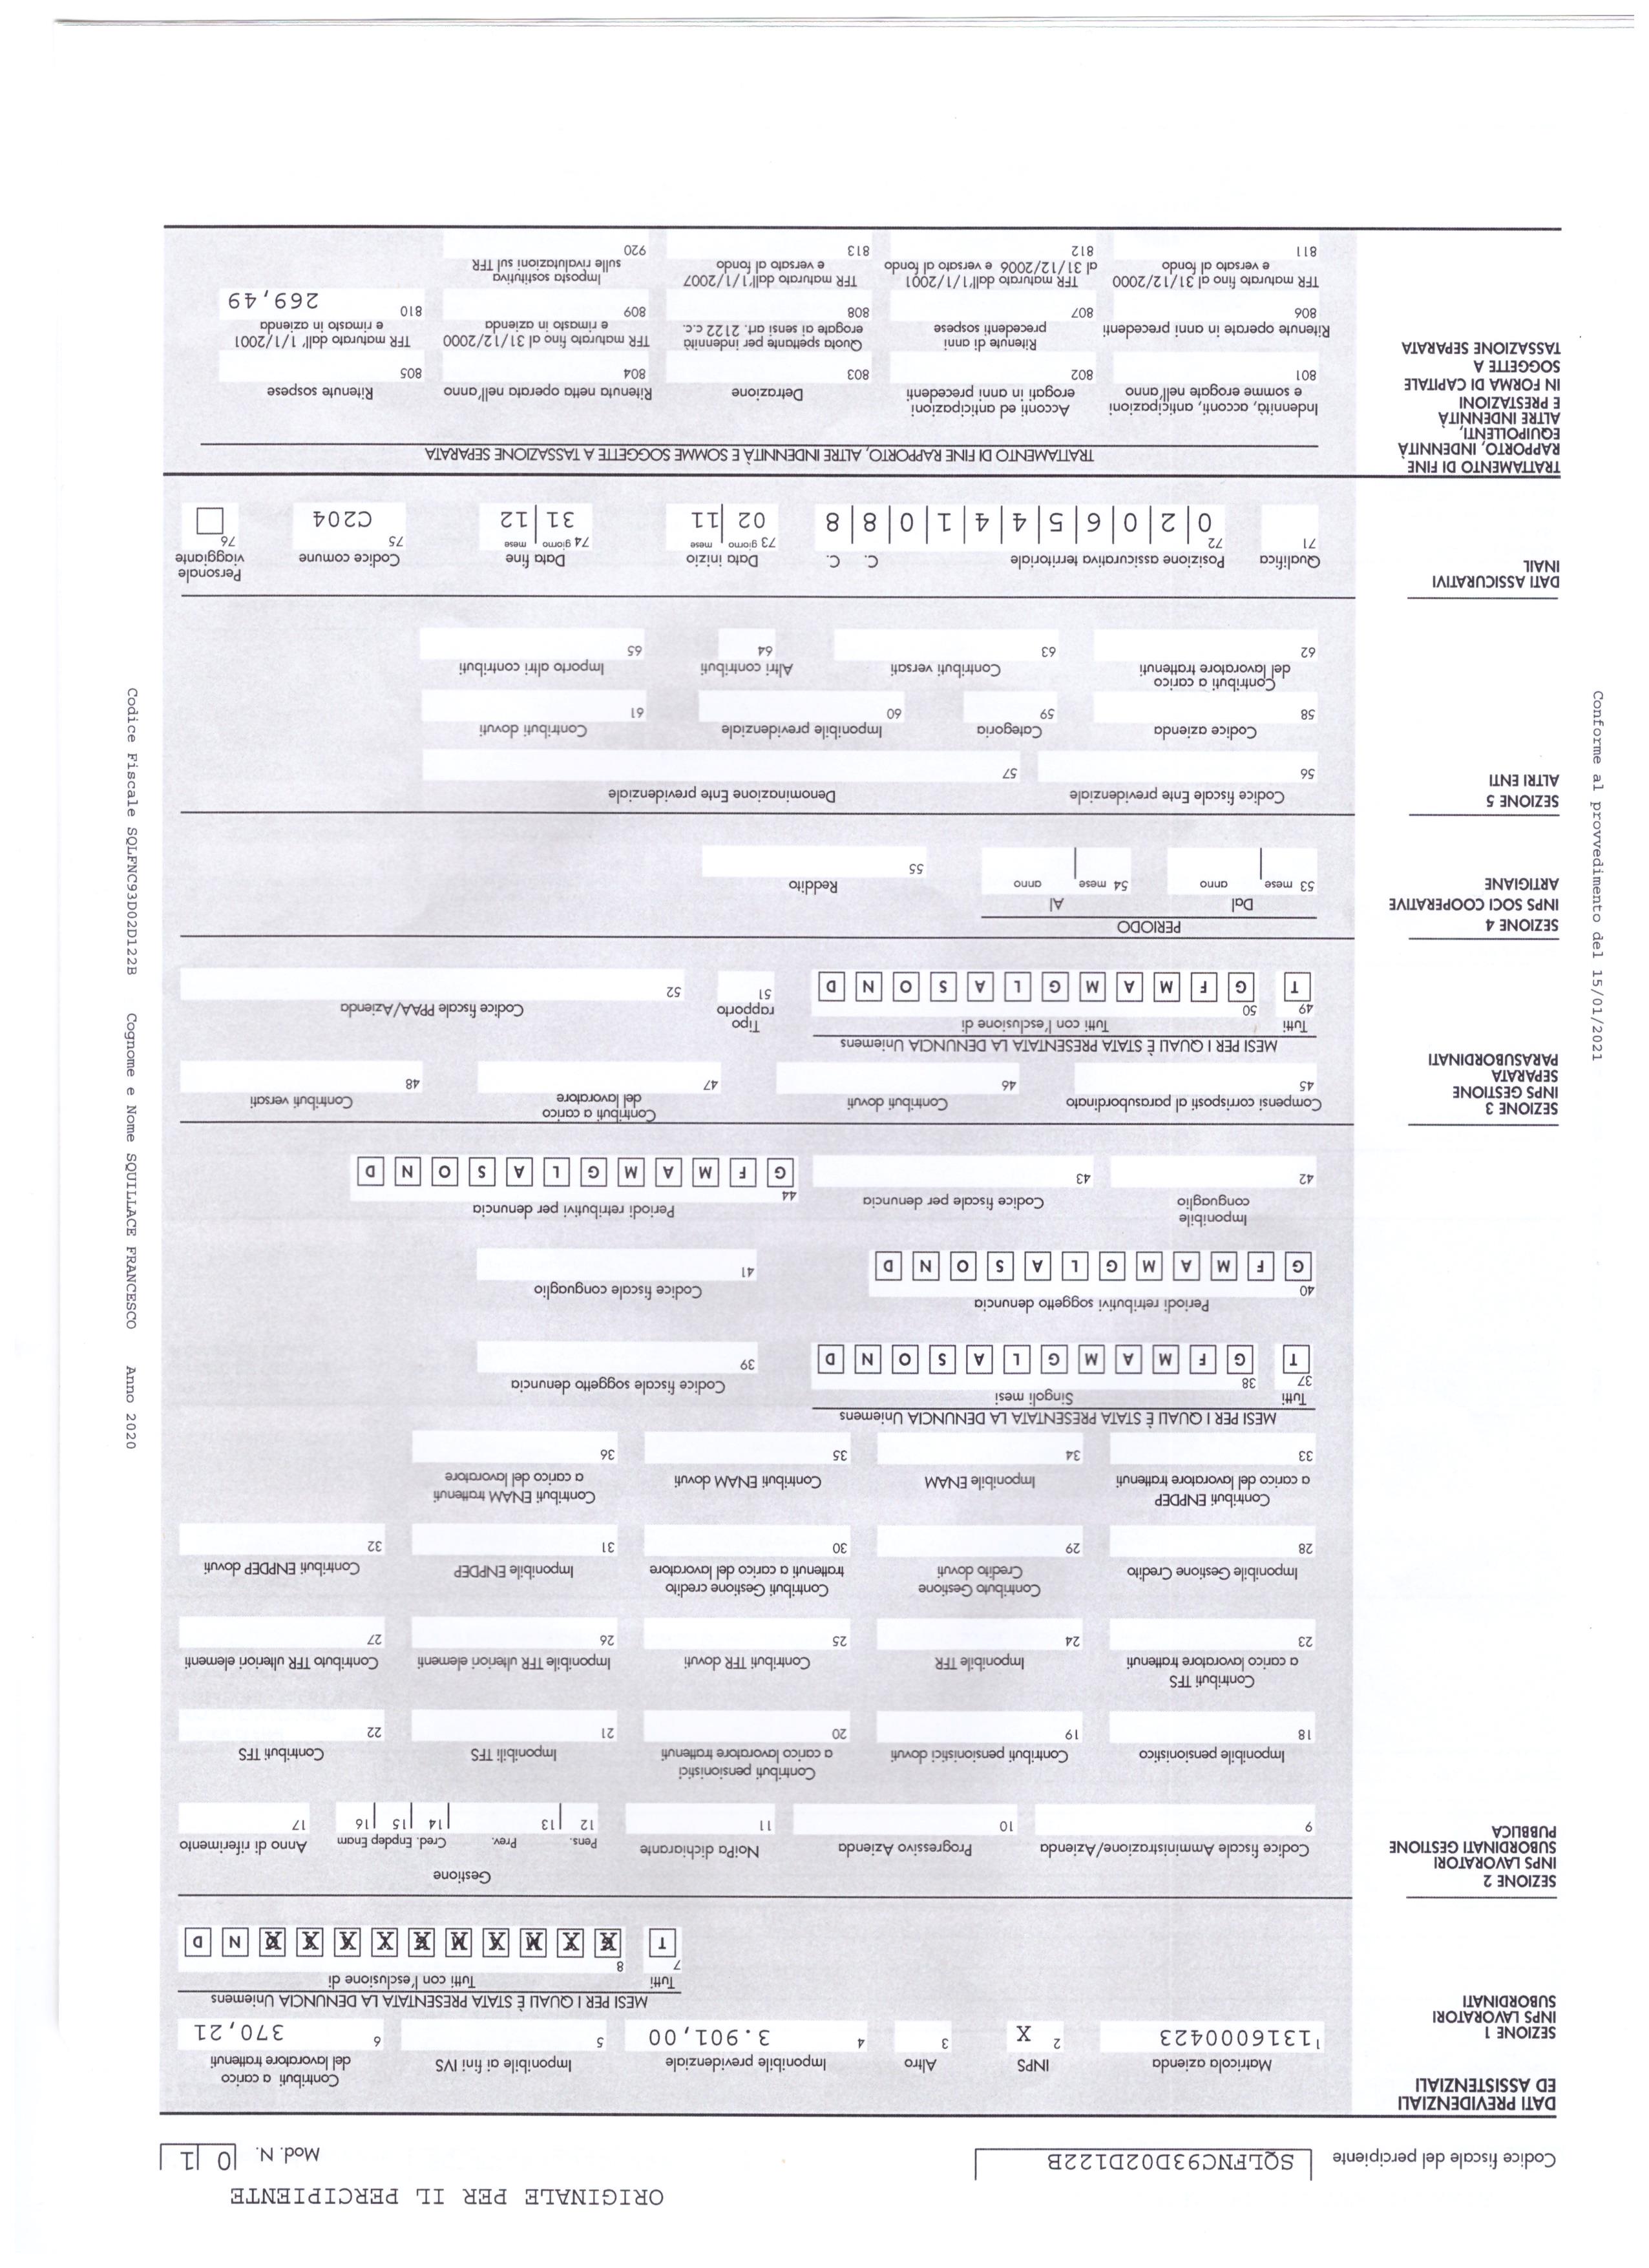 ORIGINALE PER IL PERCIPIENTE
Codice fiscale del percipiente SQLFNC93D02D122B Mod. N. 0 1
DATI PREVIDENZIALI
ED ASSISTENZIALI
SEZIONE 1
INPS LAVORATORI
SUBORDINATI
Matricola azienda INPS Altro Imponibile previdenziale Imponibile ai fini IVS Contributi a carico
del lavoratore trattenuti
1 1316000423 2 X 3 4 3.901,00 5 6 370,21
MESI PER I QUALI È STATA PRESENTATA LA DENUNCIA Uniemens
Tutti Tutti con l'esclusione di
7 T 8 X X X X X X X X X X N D
SEZIONE 2
INPS LAVORATORI
SUBORDINATI GESTIONE
PUBBLICA
Gestione
Codice fiscale Amministrazione/Azienda Progressivo Azienda NoiPa dichiarante Pens. Prev. Cred. Enpdep Enam Anno di riferimento
9 10 11 12 13 14 15 16 17
Imponibile pensionistico Contributi pensionistici dovuti Contributi pensionistici
a carico lavoratore trattenuti Imponibili TFS Contributi TFS
18 19 20 21 22
Contributi TFS
a carico lavoratore trattenuti Imponibile TFR Contributi TFR dovuti Imponibile TFR ulteriori elementi Contributo TFR ulteriori elementi
23 24 25 26 27
Imponibile Gestione Credito Contributo Gestione
Credito dovuti Contributi Gestione credito
trattenuti a carico del lavoratore Imponibile ENPDEP Contributi ENPDEP dovuti
28 29 30 31 32
Contributi ENPDEP
a carico del lavoratore trattenuti Imponibile ENAM Contributi ENAM dovuti Contributi ENAM trattenuti
a carico del lavoratore
33 34 35 36
MESI PER I QUALI È STATA PRESENTATA LA DENUNCIA Uniemens
Tutti Singoli mesi Codice fiscale soggetto denuncia
37 T 38 G F M A M G L A S O N D 39
Periodi retributivi soggetto denuncia Codice fiscale conguaglio
40 G F M A M G L A S O N D 41
Imponibile
conguaglio Codice fiscale per denuncia Periodi retributivi per denuncia
42 43 44 G F M A M G L A S O N D
SEZIONE 3
INPS GESTIONE
SEPARATA
PARASUBORDINATI
Compensi corrisposti al parasubordinato Contributi dovuti Contributi a carico
del lavoratore Contributi versati
45 46 47 48
MESI PER I QUALI È STATA PRESENTATA LA DENUNCIA Uniemens
Tutti Tutti con l'esclusione di Tipo
rapporto Codice fiscale PPAA/Azienda
49 T 50 G F M A M G L A S O N D 51 52
SEZIONE 4
INPS SOCI COOPERATIVE
ARTIGIANE
PERIODO
Dal Al Reddito
53 mese anno 54 mese anno 55
SEZIONE 5
ALTRI ENTI
Codice fiscale Ente previdenziale Denominazione Ente previdenziale
56 57
Codice azienda Categoria Imponibile previdenziale Contributi dovuti
58 59 60 61
Contributi a carico
del lavoratore trattenuti Contributi versati Altri contributi Importo altri contributi
62 63 64 65
DATI ASSICURATIVI
INAIL
Qualifica Posizione assicurativa territoriale C. C. Data inizio Data fine Codice comune Personale
viaggiante
71 72 73 giorno mese 74 giorno mese 75 76
0 2 0 6 5 4 4 1 0 8 8 02 11 31 12 C204
TRATTAMENTO DI FINE
RAPPORTO, INDENNITÀ
EQUIPOLLENTI,
ALTRE INDENNITÀ
E PRESTAZIONI
IN FORMA DI CAPITALE
SOGGETTE A
TASSAZIONE SEPARATA
TRATTAMENTO DI FINE RAPPORTO, ALTRE INDENNITÀ E SOMME SOGGETTE A TASSAZIONE SEPARATA
Indennità, acconti, anticipazioni
e somme erogate nell'anno Acconti ed anticipazioni
erogati in anni precedenti Detrazione Ritenuta netta operata nell'anno Ritenute sospese
801 802 803 804 805
Ritenute operate in anni precedenti Ritenute di anni
precedenti sospese Quota spettante per indennità
erogate ai sensi art. 2122 c.c. TFR maturato fino al 31/12/2000
e rimasto in azienda TFR maturato dall' 1/1/2001
e rimasto in azienda
806 807 808 809 810 269,49
TFR maturato fino al 31/12/2000
e versato al fondo TFR maturato dall'1/1/2001
al 31/12/2006 e versato al fondo TFR maturato dall'1/1/2007
e versato al fondo Imposta sostitutiva
sulle rivalutazioni sul TFR
811 812 813 920
Conforme al provvedimento del 15/01/2021
Codice Fiscale SQLFNC93D02D122B Cognome e Nome SQUILLACE FRANCESCO Anno 2020